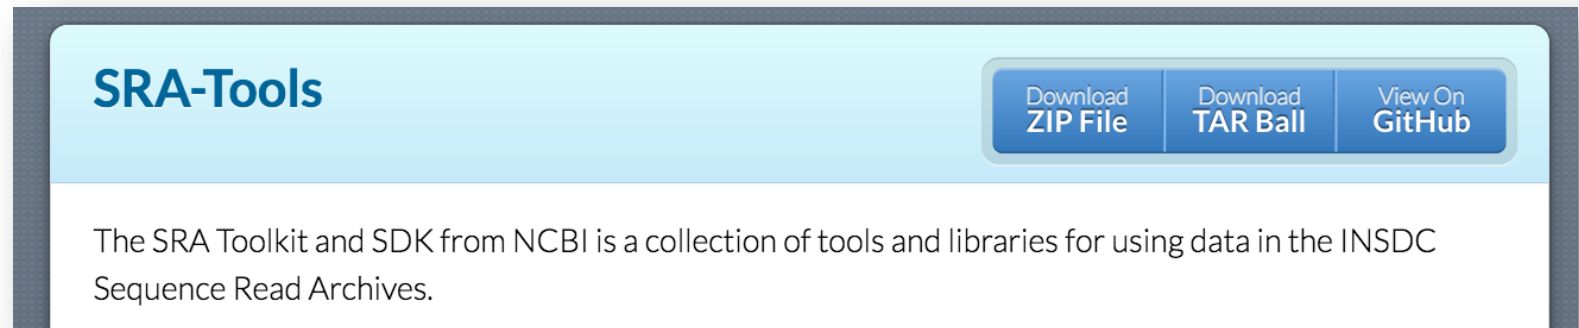 SRA-Tools
Download
ZIP File
Download
TAR Ball
View On
GitHub
The SRA Toolkit and SDK from NCBI is a collection of tools and libraries for using data in the INSDC
Sequence Read Archives.